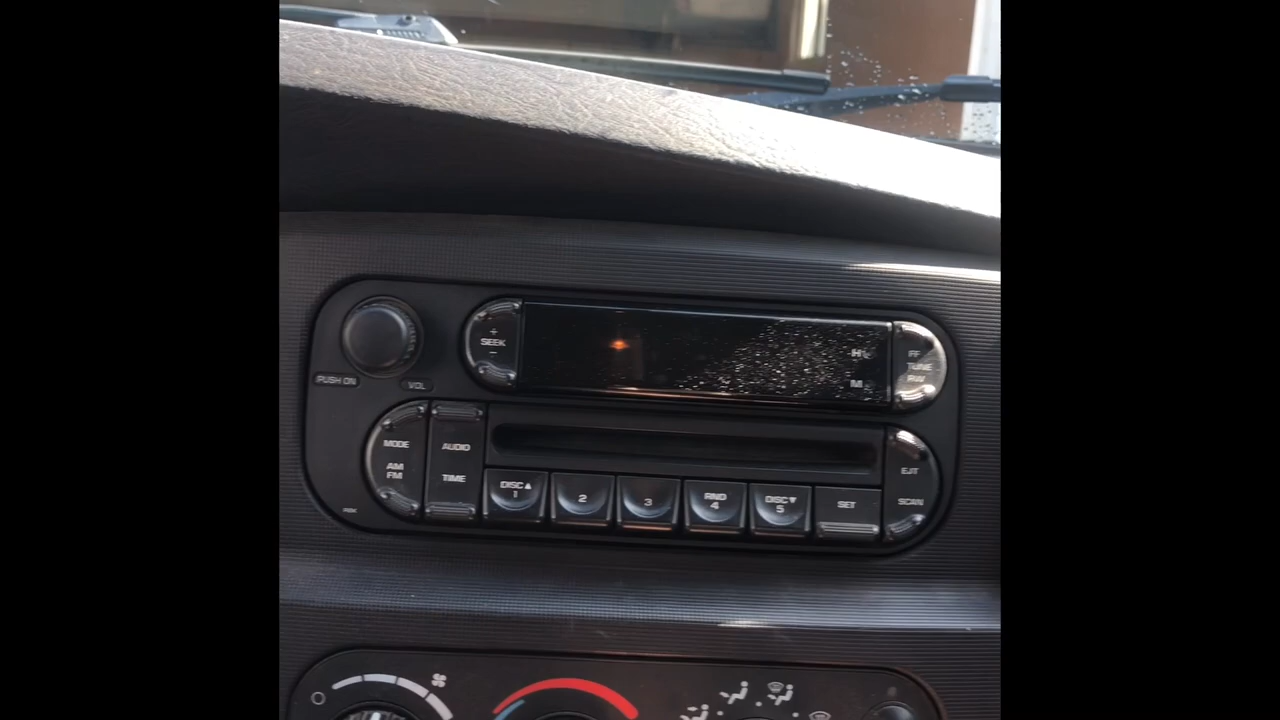 +
SEEK
−
H
M
FF
TUNE
RW
PUSH ON
VOL
MODE
AM
FM
AUDIO
TIME
DISC▲
1
2
3
RND
4
DISC▼
5
SET
EJT
SCAN